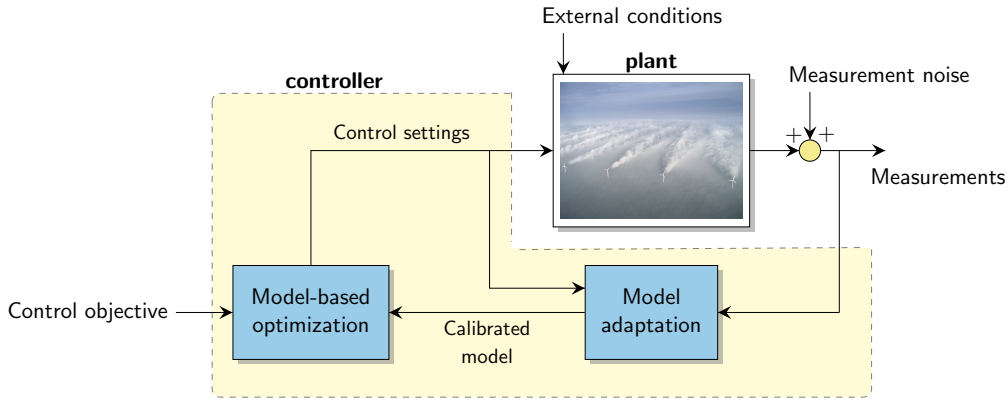 External conditions
plant
controller
Measurement noise
Control settings
+ +
Measurements
Model-based
optimization
Model
adaptation
Control objective
Calibrated
model